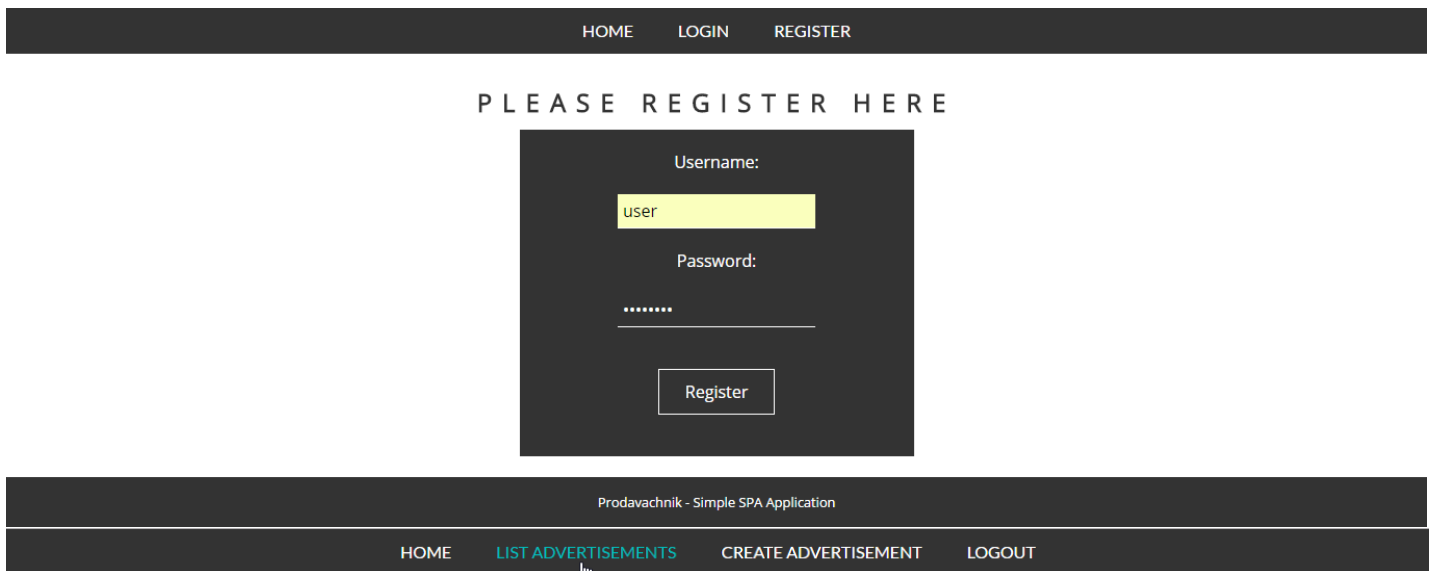 HOME LOGIN REGISTER
PLEASE REGISTER HERE
Username:
user
Password:
••••••••
Register
Prodavachnik - Simple SPA Application
HOME LIST ADVERTISEMENTS CREATE ADVERTISEMENT LOGOUT